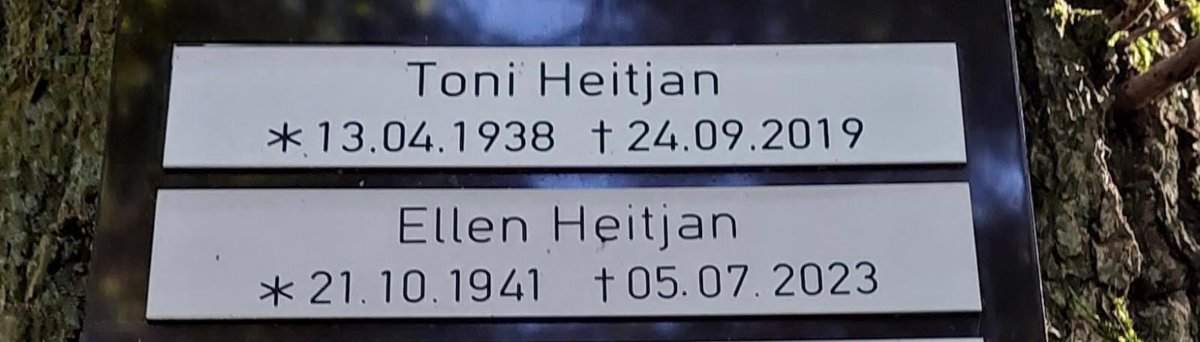 Toni Heitjan
* 13.04.1938 † 24.09.2019
Ellen Heitjan
* 21.10.1941 † 05.07.2023